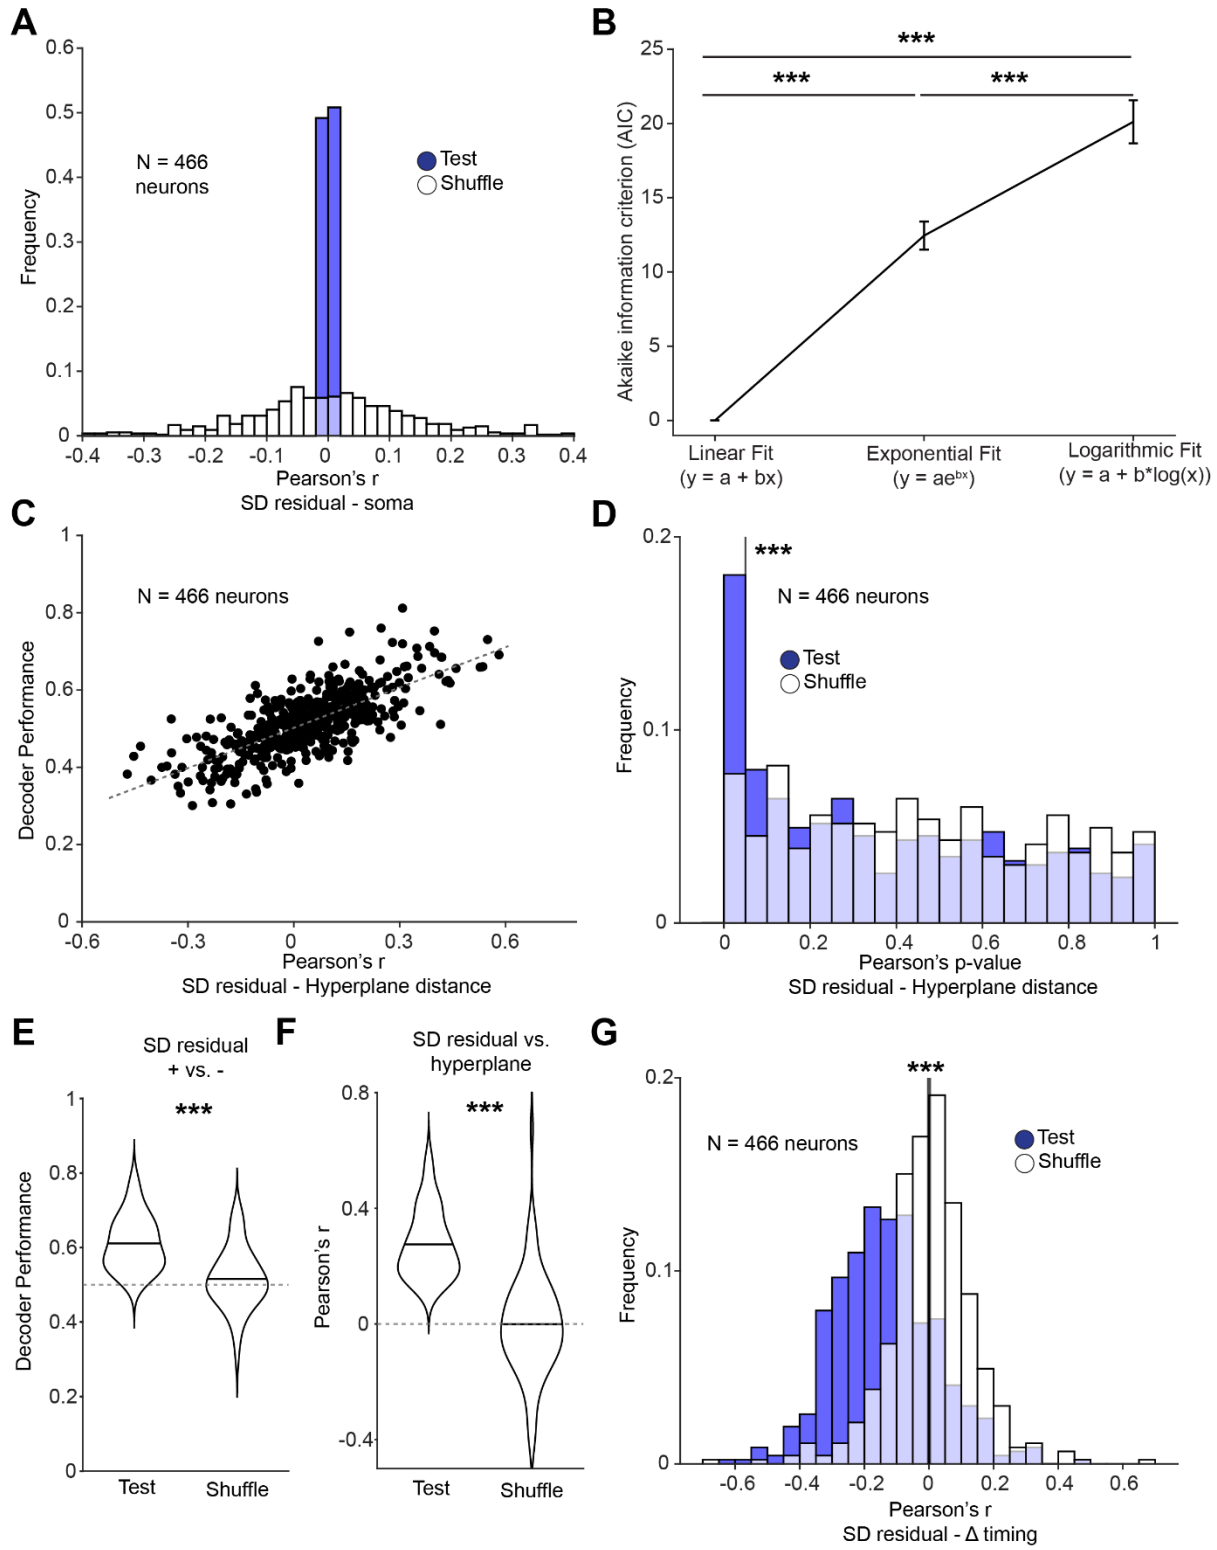 A
0.6
0.5
0.4
0.3
0.2
0.1
0
Frequency
N = 466
neurons
Test
Shuffle
-0.4 -0.3 -0.2 -0.1 0 0.1 0.2 0.3 0.4
Pearson's r
SD residual - soma
B
25
20
15
10
5
0
Akaike information criterion (AIC)
***
*** ***
Linear Fit Exponential Fit Logarithmic Fit
(y = a + bx) (y = ae^bx) (y = a + b*log(x))
C
1
0.8
0.6
0.4
0.2
0
Decoder Performance
N = 466 neurons
-0.6 -0.3 0 0.3 0.6
Pearson's r
SD residual - Hyperplane distance
D
0.2
0.1
0
Frequency
***
N = 466 neurons
Test
Shuffle
0 0.2 0.4 0.6 0.8 1
Pearson's p-value
SD residual - Hyperplane distance
E
SD residual
+ vs. -
***
1
0.8
0.6
0.4
0.2
0
Decoder Performance
Test Shuffle
F
SD residual vs.
hyperplane
***
0.8
0.4
0
-0.4
Pearson's r
Test Shuffle
G
***
0.2
0.1
0
Frequency
N = 466 neurons
Test
Shuffle
-0.6 -0.4 -0.2 0 0.2 0.4 0.6
Pearson's r
SD residual - Δ timing